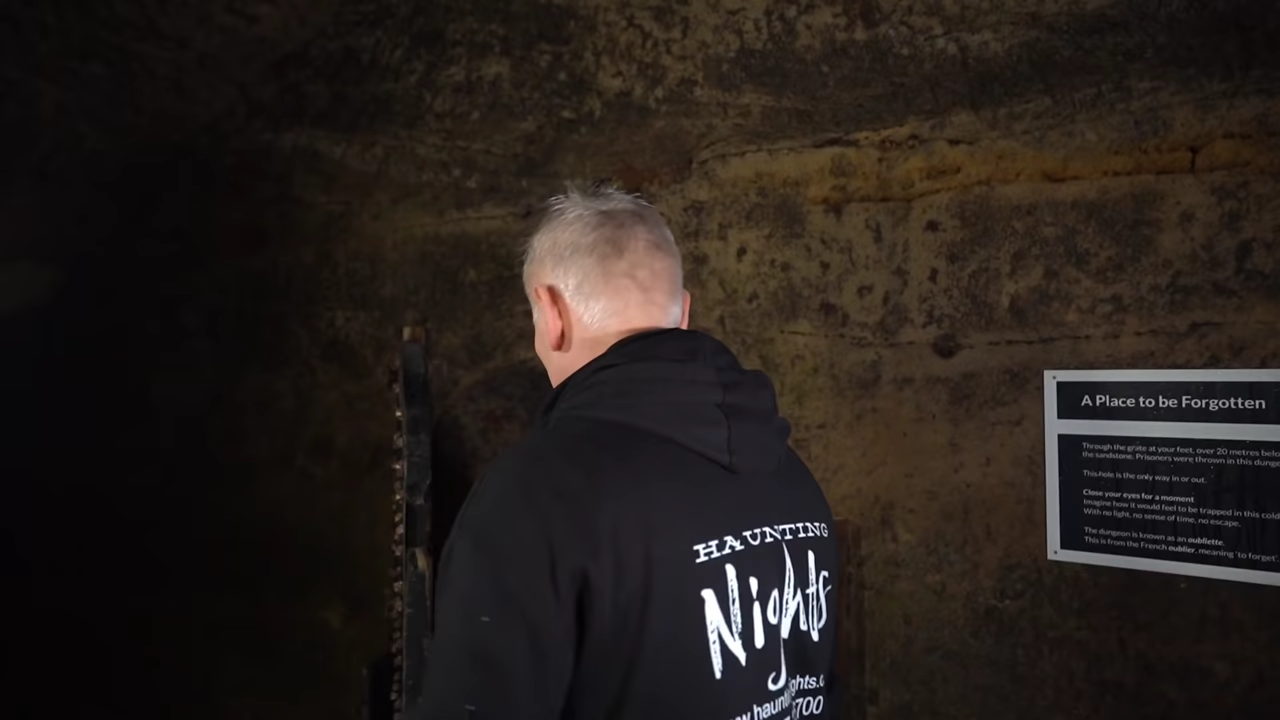 HAUNTING
Nights
A Place to be Forgotten
Through the grate at your feet, over 20 metres
the sandstone. Prisoners were thrown in this
This hole is the only way in or out.
Close your eyes for a moment
Imagine how it would feel to be trapped in this cold
With no light, no sense of time, no escape.
The dungeon is known as an oubliette.
This is from the French oublier, meaning 'to forget'